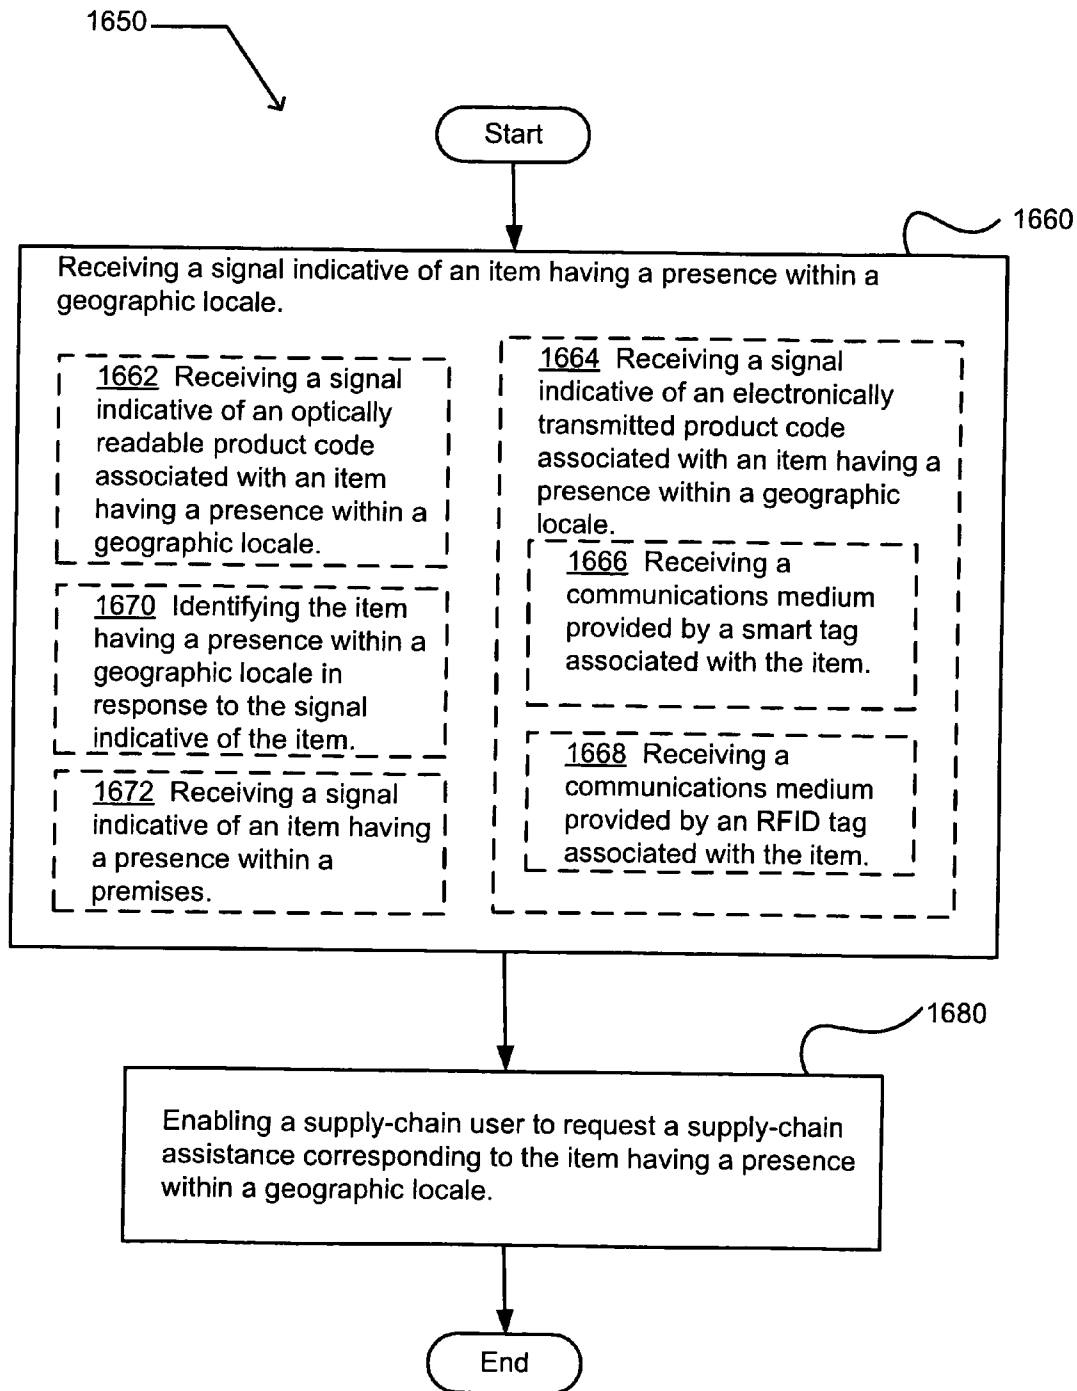 1650
Start
1660
Receiving a signal indicative of an item having a presence within a
geographic locale.
1662 Receiving a signal
indicative of an optically
readable product code
associated with an item
having a presence within a
geographic locale.
1670 Identifying the item
having a presence within a
geographic locale in
response to the signal
indicative of the item.
1672 Receiving a signal
indicative of an item having
a presence within a
premises.
1664 Receiving a signal
indicative of an electronically
transmitted product code
associated with an item having a
presence within a geographic
locale.
1666 Receiving a
communications medium
provided by a smart tag
associated with the item.
1668 Receiving a
communications medium
provided by an RFID tag
associated with the item.
1680
Enabling a supply-chain user to request a supply-chain
assistance corresponding to the item having a presence
within a geographic locale.
End